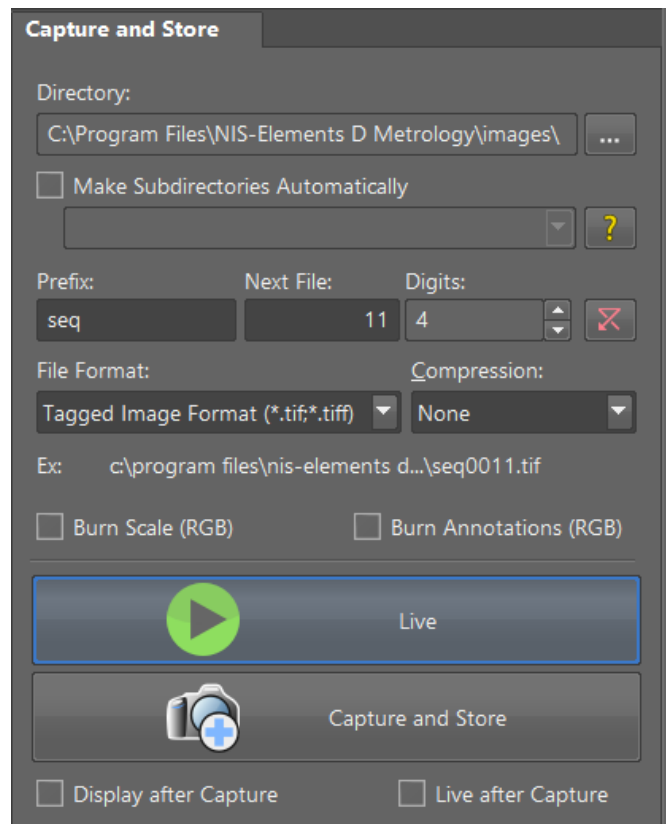 Capture and Store
Directory:
C:\Program Files\NIS-Elements D Metrology\images\ ...
Make Subdirectories Automatically
?
Prefix: Next File: Digits:
seq 11 4
File Format: Compression:
Tagged Image Format (*.tif;*.tiff) None
Ex: c:\program files\nis-elements d...\seq0011.tif
Burn Scale (RGB) Burn Annotations (RGB)
Live
Capture and Store
Display after Capture Live after Capture